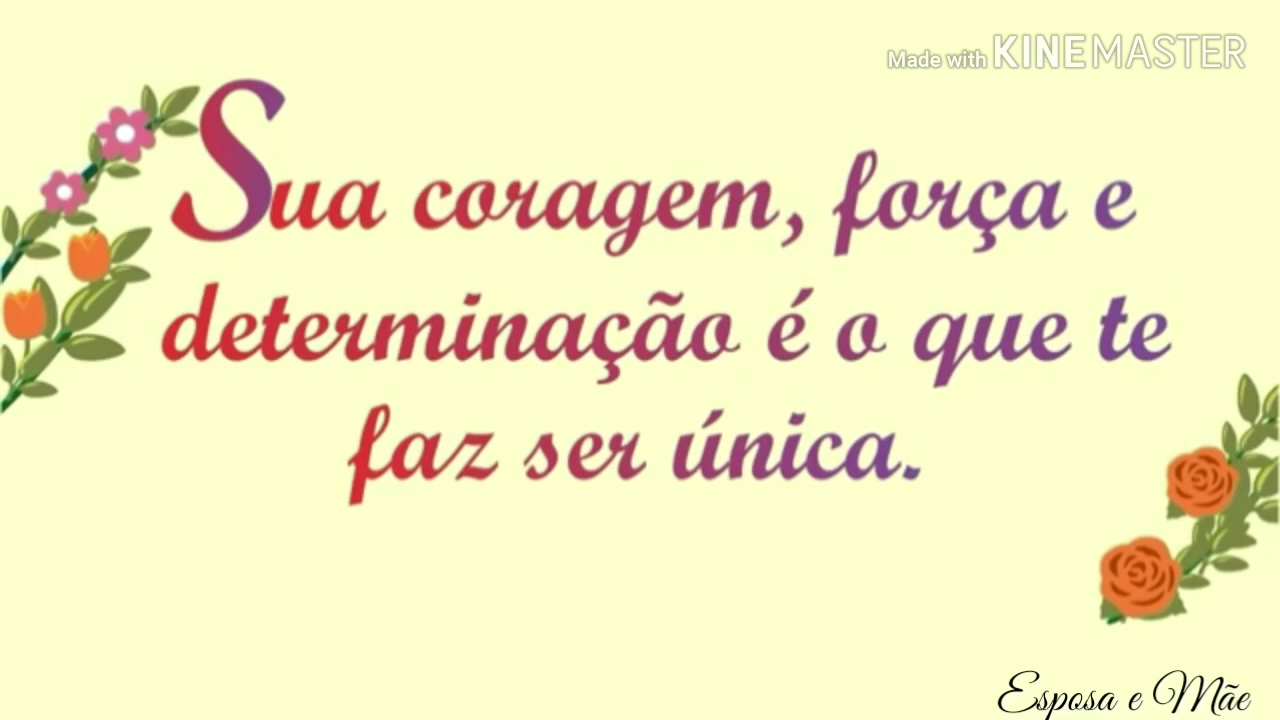 Made with KINEMASTER
Sua coragem, força e
determinação é o que te
faz ser única.
Esposa e Mãe